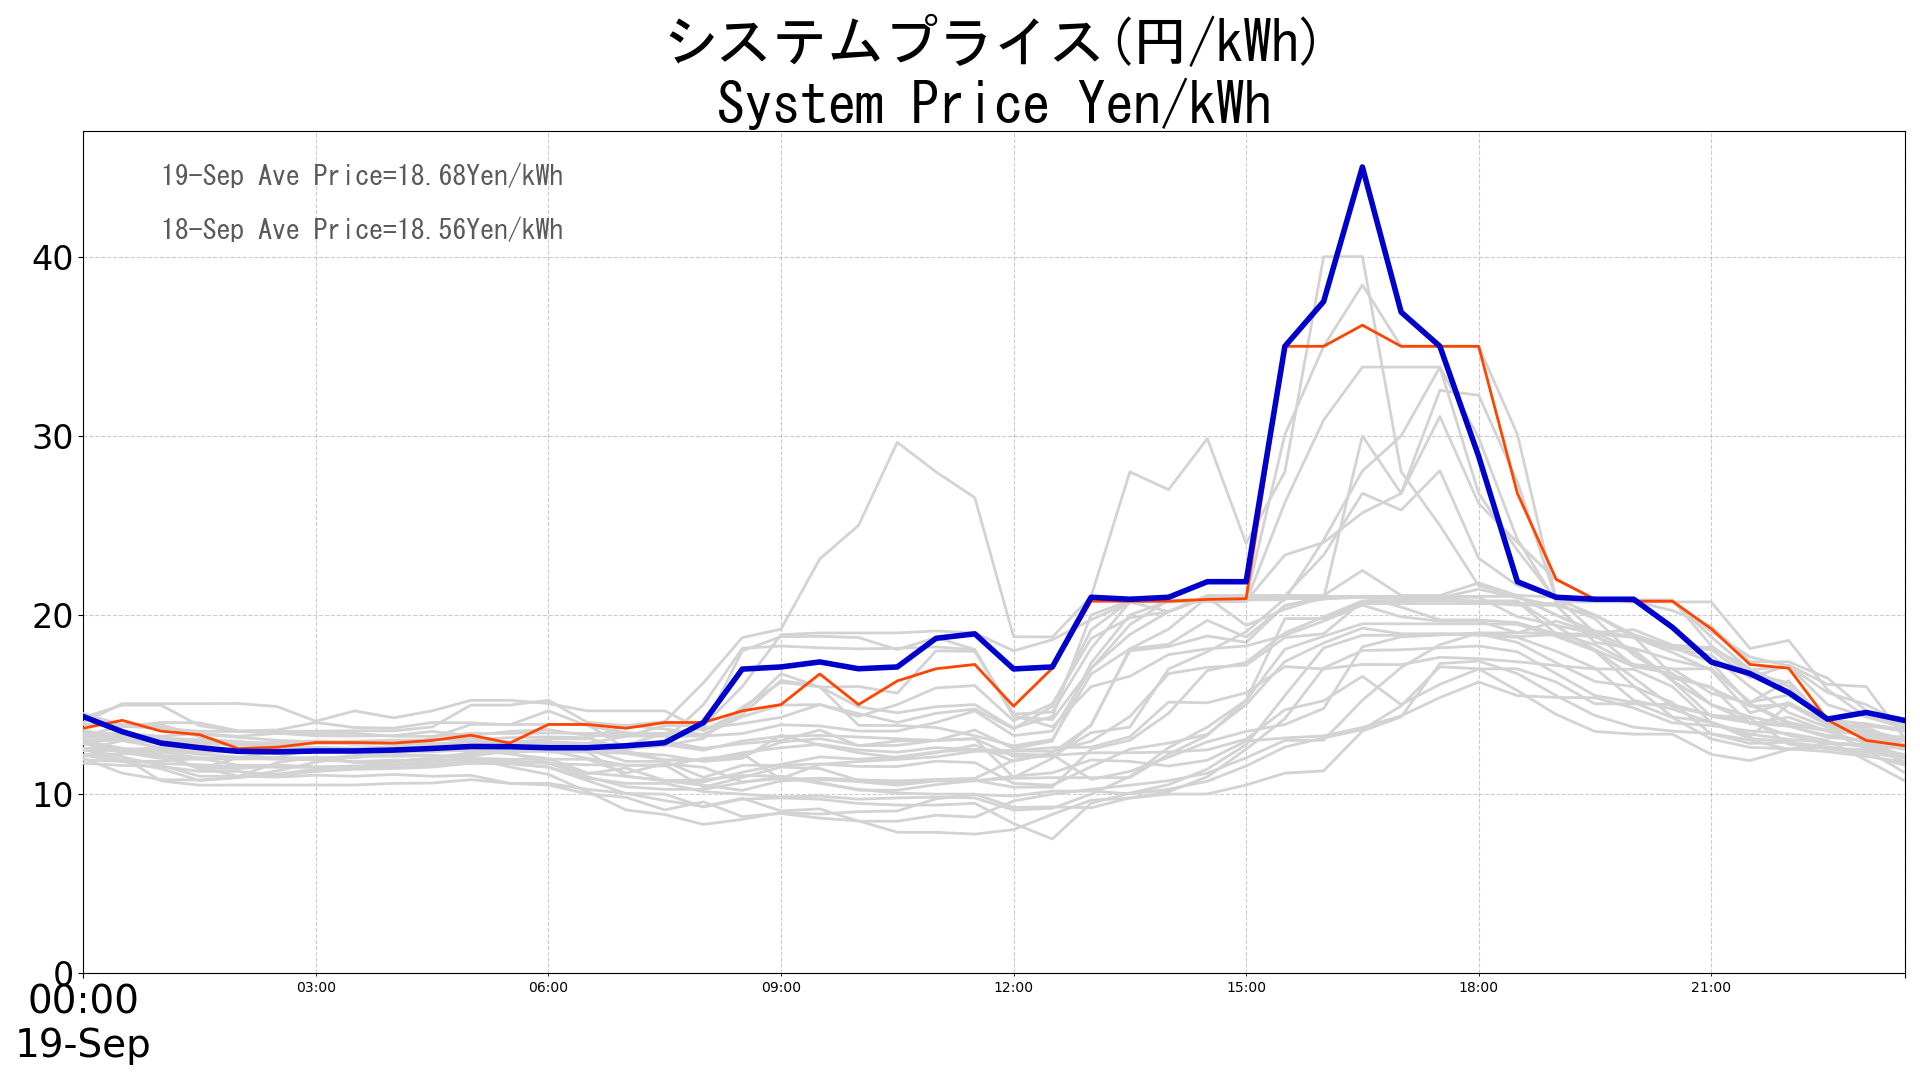 システムプライス(円/kWh)
System Price Yen/kWh
19-Sep Ave Price=18.68Yen/kWh
18-Sep Ave Price=18.56Yen/kWh
40
30
20
10
0
00:00
03:00
06:00
09:00
12:00
15:00
18:00
21:00
19-Sep